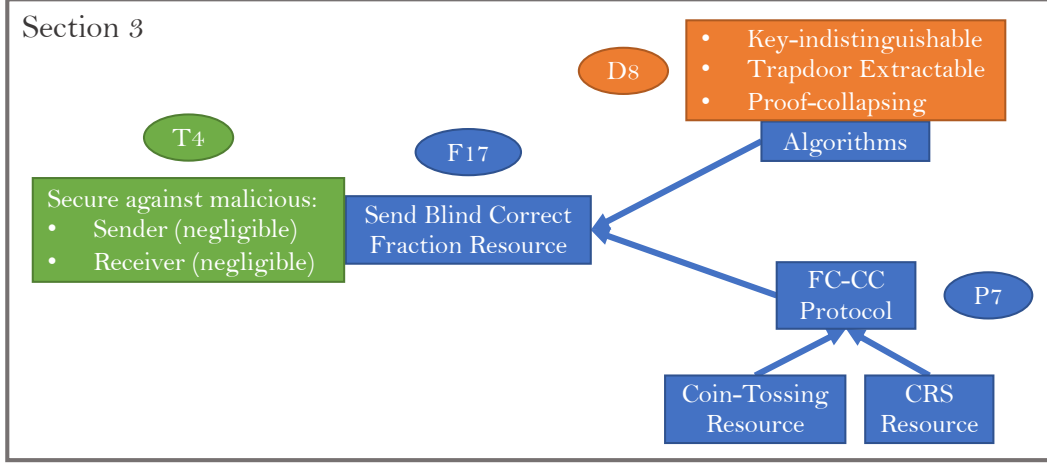 Section 3
• Key-indistinguishable
D8
• Trapdoor Extractable
• Proof-collapsing
T4
F17
Algorithms
Secure against malicious:
• Sender (negligible)
• Receiver (negligible)
Send Blind Correct
Fraction Resource
FC-CC
Protocol
P7
Coin-Tossing
Resource
CRS
Resource